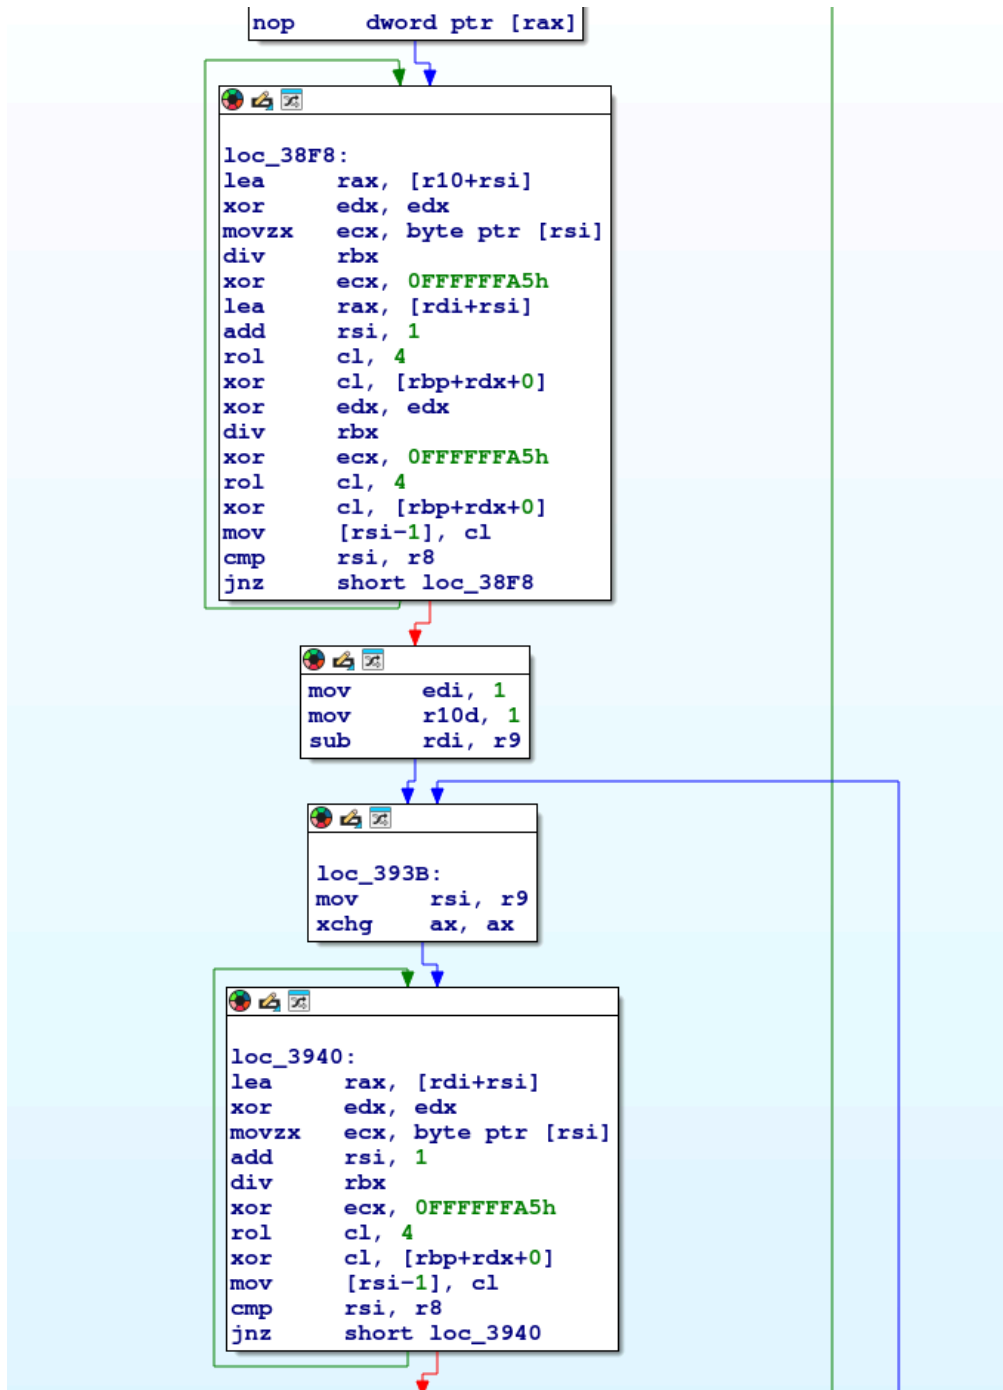 nop dword ptr [rax]
loc_38F8:
lea rax, [r10+rsi]
xor edx, edx
movzx ecx, byte ptr [rsi]
div rbx
xor ecx, 0FFFFFFA5h
lea rax, [rdi+rsi]
add rsi, 1
rol cl, 4
xor cl, [rbp+rdx+0]
xor edx, edx
div rbx
xor ecx, 0FFFFFFA5h
rol cl, 4
xor cl, [rbp+rdx+0]
mov [rsi-1], cl
cmp rsi, r8
jnz short loc_38F8
mov edi, 1
mov r10d, 1
sub rdi, r9
loc_393B:
mov rsi, r9
xchg ax, ax
loc_3940:
lea rax, [rdi+rsi]
xor edx, edx
movzx ecx, byte ptr [rsi]
add rsi, 1
div rbx
xor ecx, 0FFFFFFA5h
rol cl, 4
xor cl, [rbp+rdx+0]
mov [rsi-1], cl
cmp rsi, r8
jnz short loc_3940